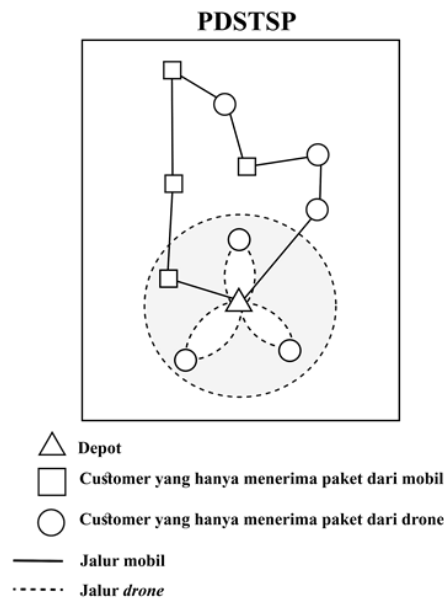 PDSTSP
Depot
Customer yang hanya menerima paket dari mobil
Customer yang hanya menerima paket dari drone
Jalur mobil
Jalur drone